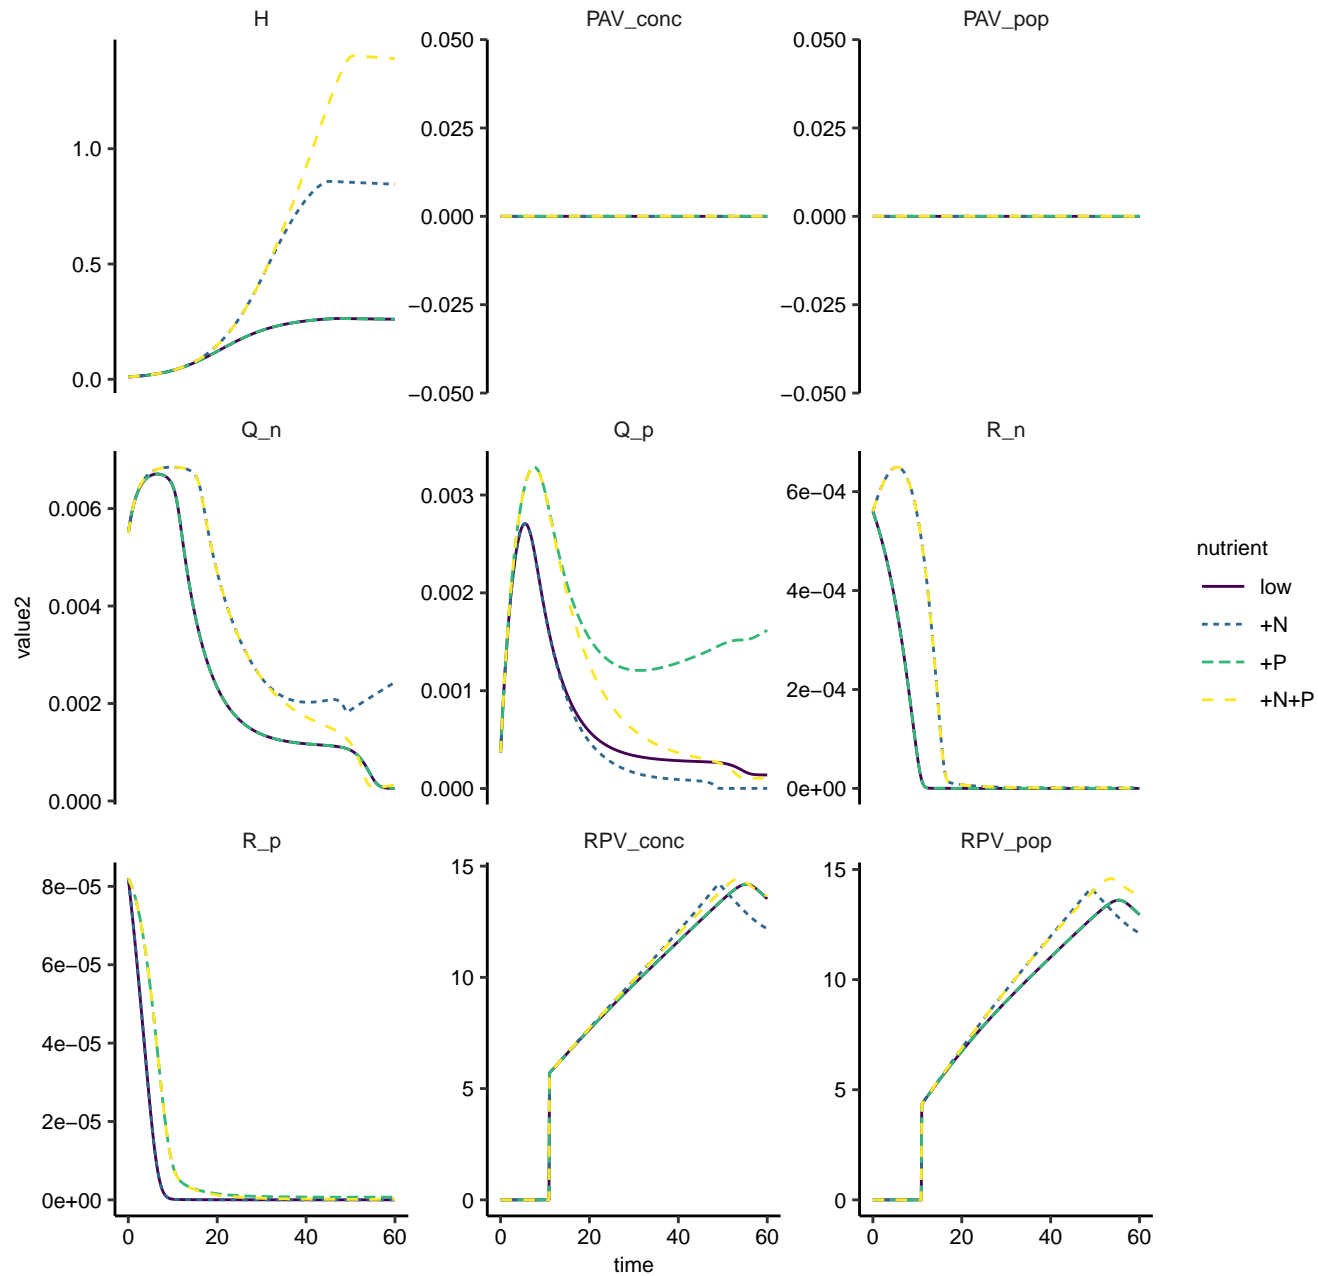 H
PAV_conc
PAV_pop
1.0
0.5
0.0
0.050
0.025
0.000
−0.025
−0.050
0.050
0.025
0.000
−0.025
−0.050
Q_n
Q_p
R_n
value2
0.006
0.004
0.002
0.000
0.003
0.002
0.001
0.000
6e−04
4e−04
2e−04
0e+00
nutrient
low
+N
+P
+N+P
R_p
RPV_conc
RPV_pop
8e−05
6e−05
4e−05
2e−05
0e+00
15
10
5
0
15
10
5
0
0 20 40 60
0 20 40 60
0 20 40 60
time